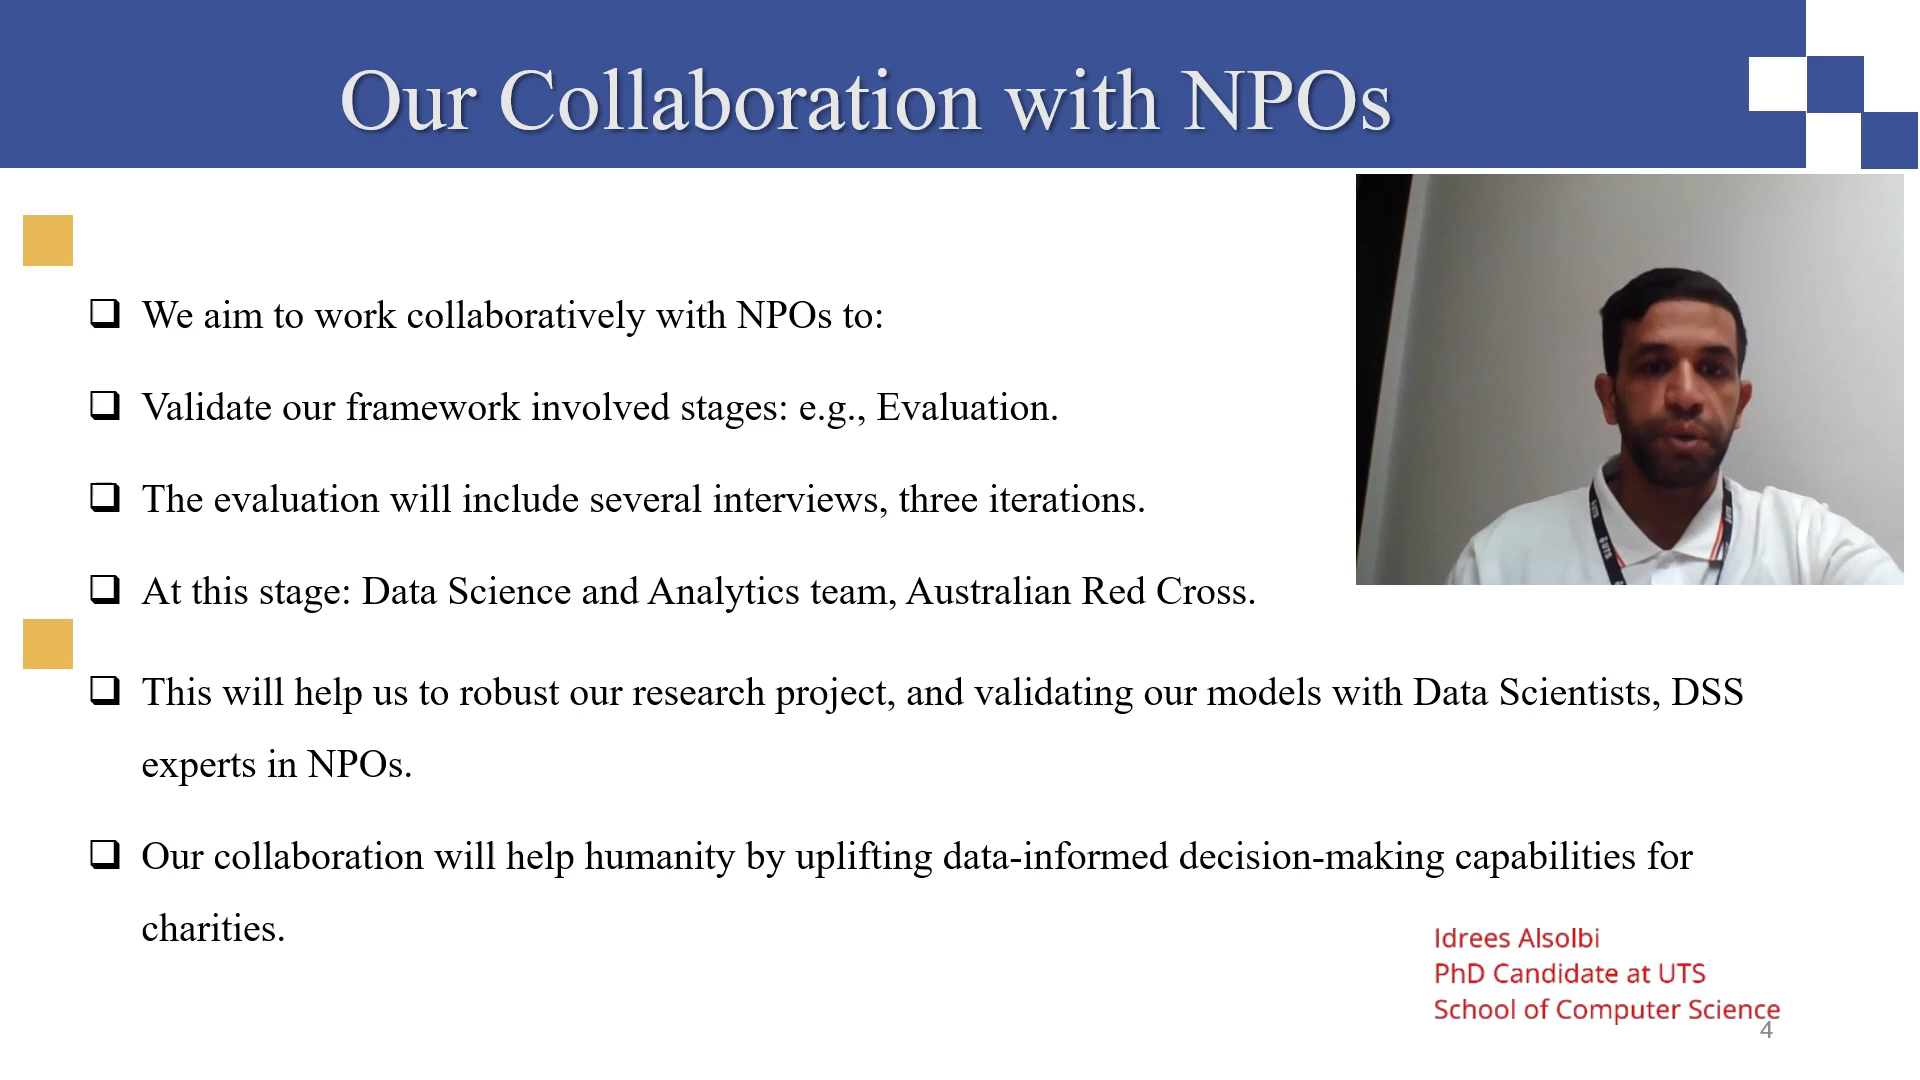 Our Collaboration with NPOs
We aim to work collaboratively with NPOs to:
Validate our framework involved stages: e.g., Evaluation.
The evaluation will include several interviews, three iterations.
At this stage: Data Science and Analytics team, Australian Red Cross.
This will help us to robust our research project, and validating our models with Data Scientists, DSS
experts in NPOs.
Our collaboration will help humanity by uplifting data-informed decision-making capabilities for
charities.
Idrees Alsolbi
PhD Candidate at UTS
School of Computer Science
4
UTS